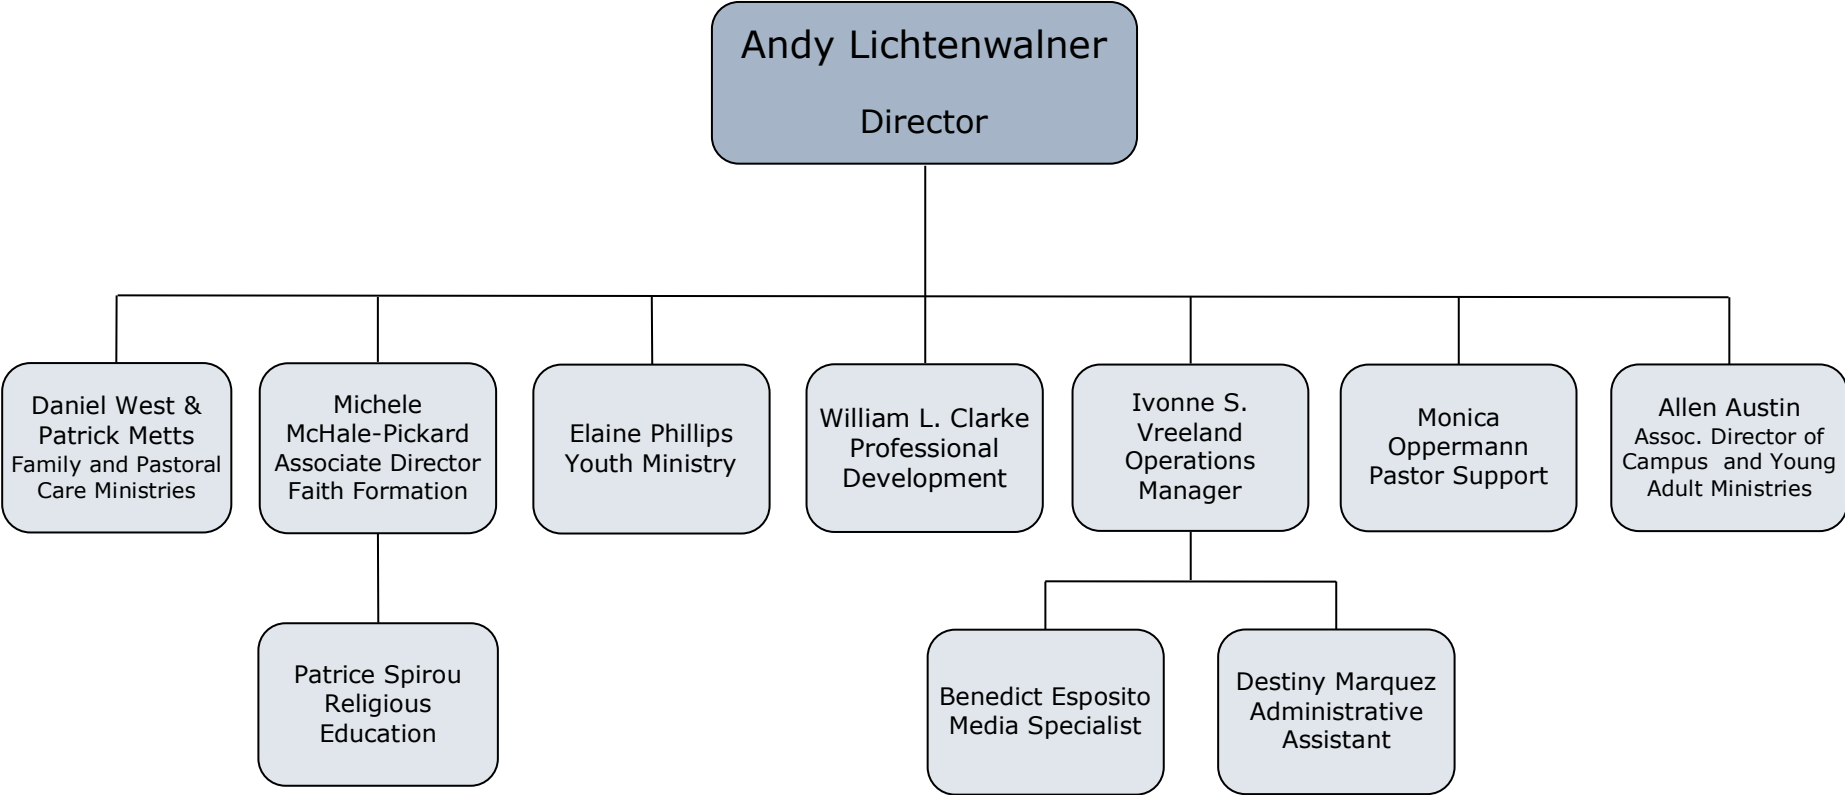 Andy Lichtenwalner
Director
Daniel West &
Patrick Metts
Family and Pastoral
Care Ministries
Michele
McHale-Pickard
Associate Director
Faith Formation
Elaine Phillips
Youth Ministry
William L. Clarke
Professional
Development
Ivonne S.
Vreeland
Operations
Manager
Monica
Oppermann
Pastor Support
Allen Austin
Assoc. Director of
Campus  and Young
Adult Ministries
Patrice Spirou
Religious
Education
Benedict Esposito
Media Specialist
Destiny Marquez
Administrative
Assistant